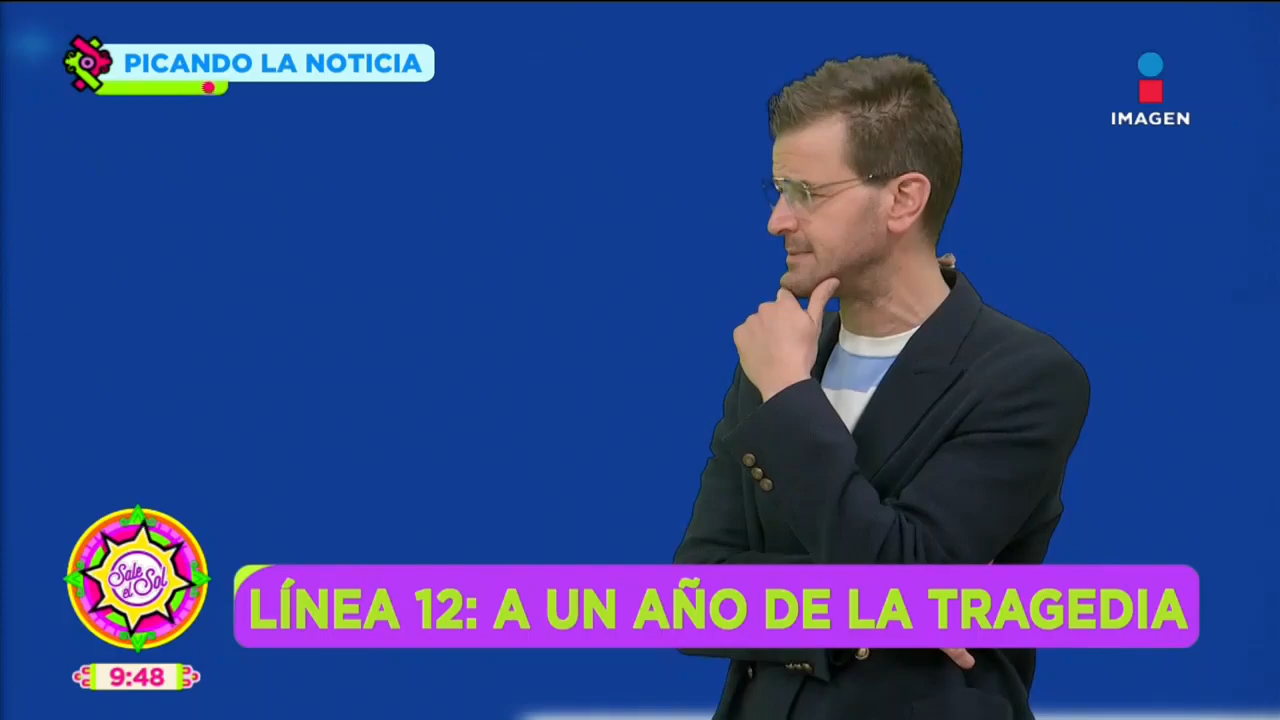 PICANDO LA NOTICIA
IMAGEN
Sale
el Sol
LÍNEA 12: A UN AÑO DE LA TRAGEDIA
9:48